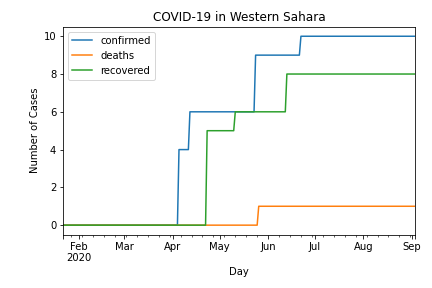 COVID-19 in Western Sahara
confirmed
deaths
recovered
Number of Cases
10
8
6
4
2
0
Feb Mar Apr May Jun Jul Aug Sep
2020
Day